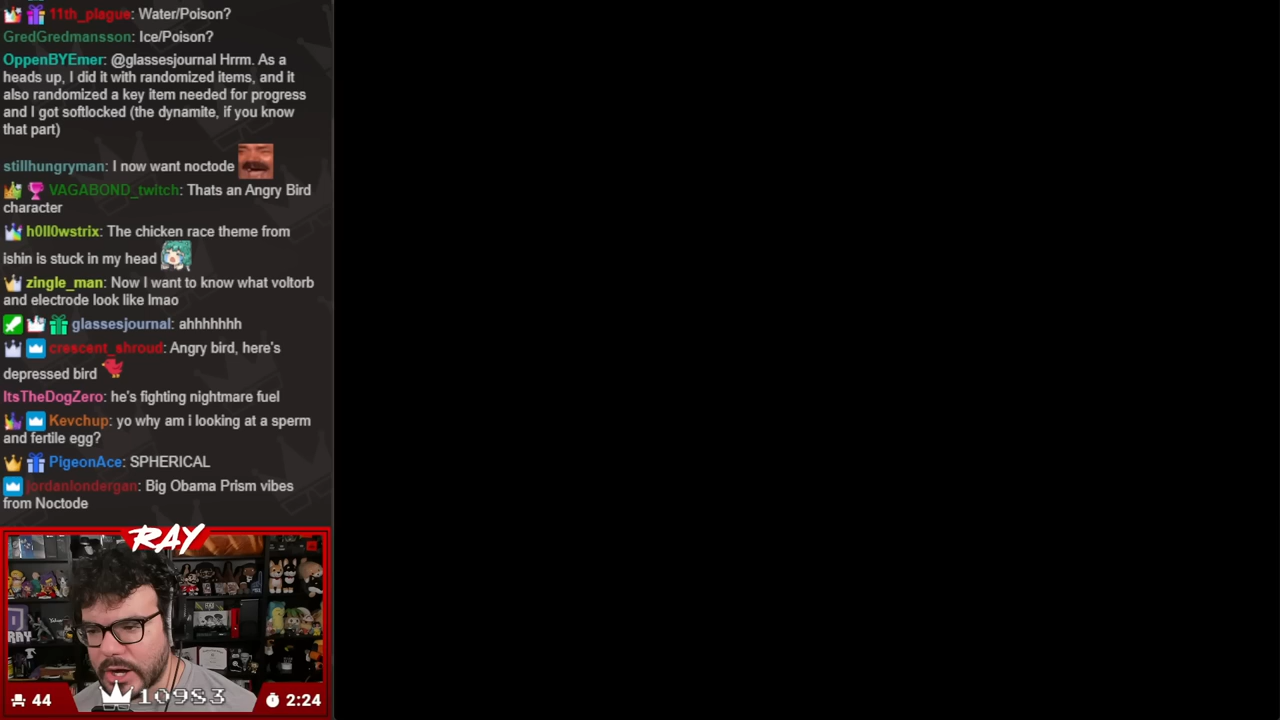 11th_plague: Water/Poison?
GredGredmansson: Ice/Poison?
OppenBYEmer: @glassesjournal Hrrm. As a
heads up, I did it with randomized items, and it
also randomized a key item needed for progress
and I got softlocked (the dynamite, if you know
that part)
stillhungryman: I now want noctode
VAGABOND_twitch: Thats an Angry Bird
character
h0ll0wstrix: The chicken race theme from
ishin is stuck in my head
zingle_man: Now I want to know what voltorb
and electrode look like lmao
glassesjournal: ahhhhhhh
crescent_shroud: Angry bird, here's
depressed bird
ItsTheDogZero: he's fighting nightmare fuel
Kevchup: yo why am i looking at a sperm
and fertile egg?
PigeonAce: SPHERICAL
jordanlondergan: Big Obama Prism vibes
from Noctode
RAY
RAY
44
10983
2:24